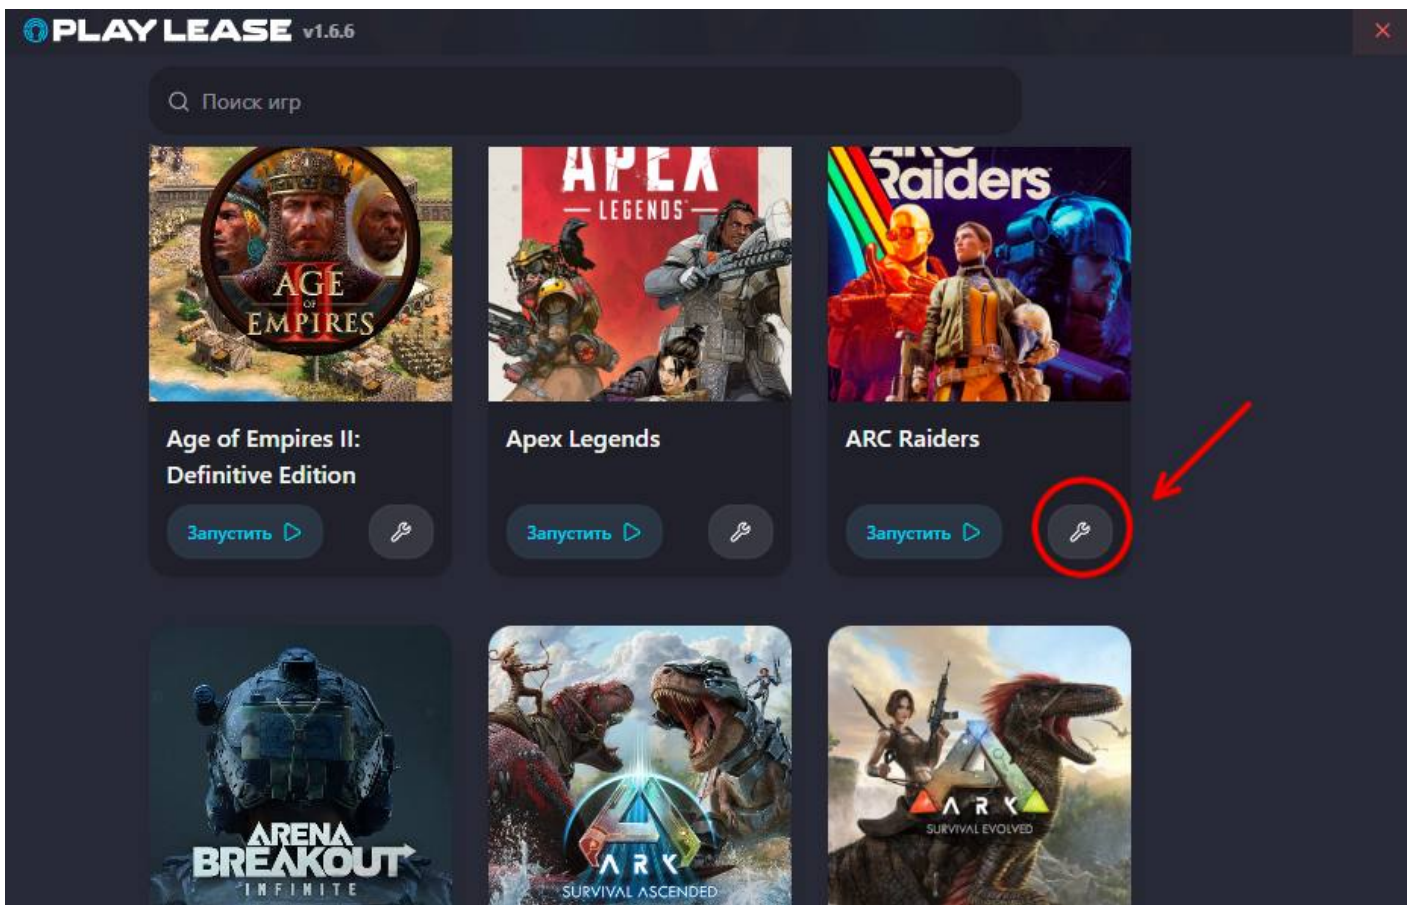 PLAY LEASE v1.6.6
Поиск игр
AGE
OF
EMPIRES
II
APEX
LEGENDS
ARC
Raiders
Age of Empires II:
Definitive Edition
Apex Legends
ARC Raiders
Запустить
Запустить
Запустить
ARENA
BREAKOUT
INFINITE
ARK
SURVIVAL ASCENDED
ARK
SURVIVAL EVOLVED